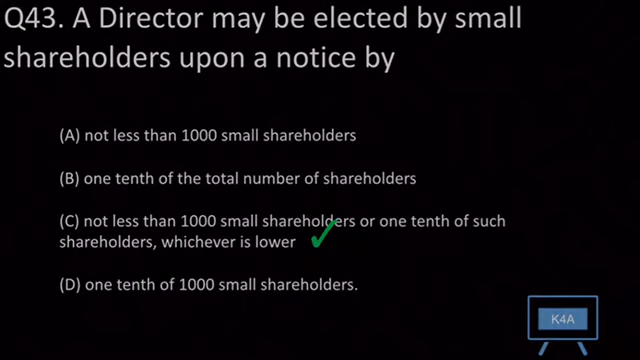 Q43. A Director may be elected by small
shareholders upon a notice by
(A) not less than 1000 small shareholders
(B) one tenth of the total number of shareholders
(C) not less than 1000 small shareholders or one tenth of such
shareholders, whichever is lower
(D) one tenth of 1000 small shareholders.
K4A